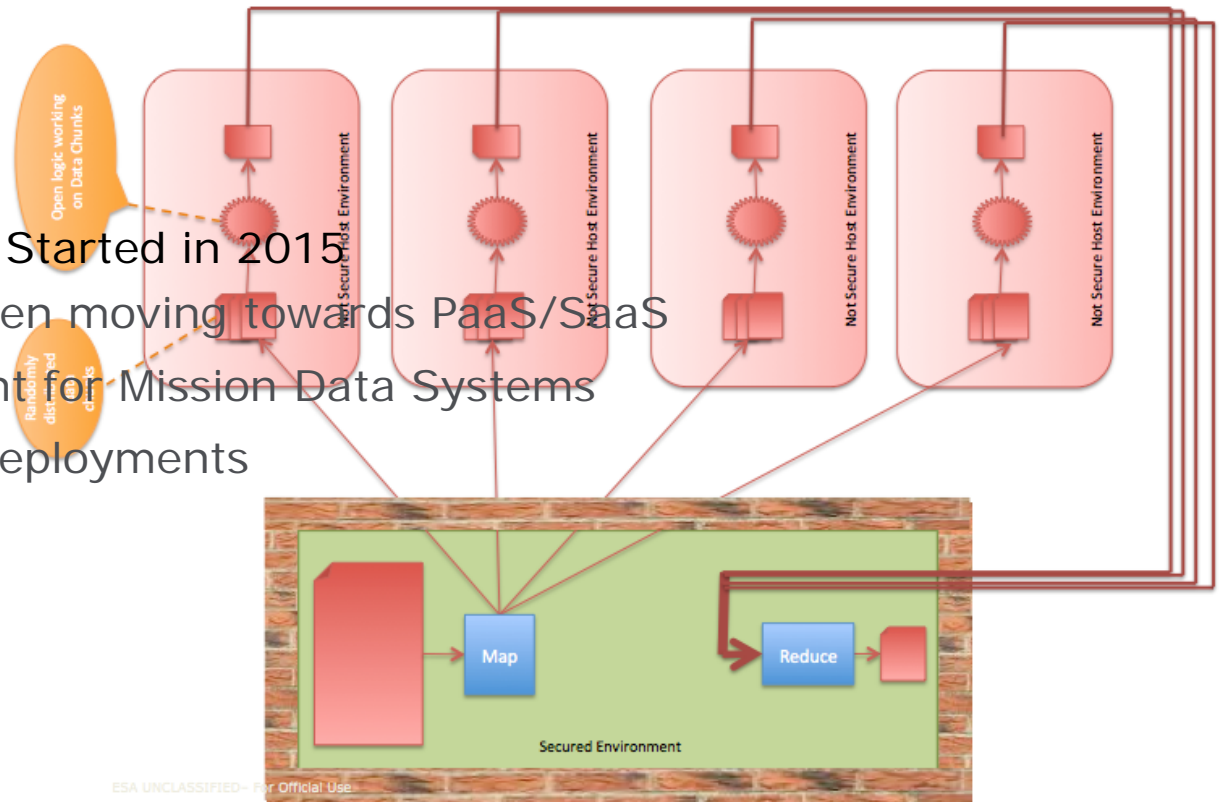 Open logic working
on Data Chunks
Not Secure Host Environment
Not Secure Host Environment
Not Secure Host Environment
Not Secure Host Environment
Started in 2015
en moving towards PaaS/SaaS
Randomly
chunks
nt for Mission Data Systems
eployments
Map
Reduce
Secured Environment
ESA UNCLASSIFIED– For Official Use